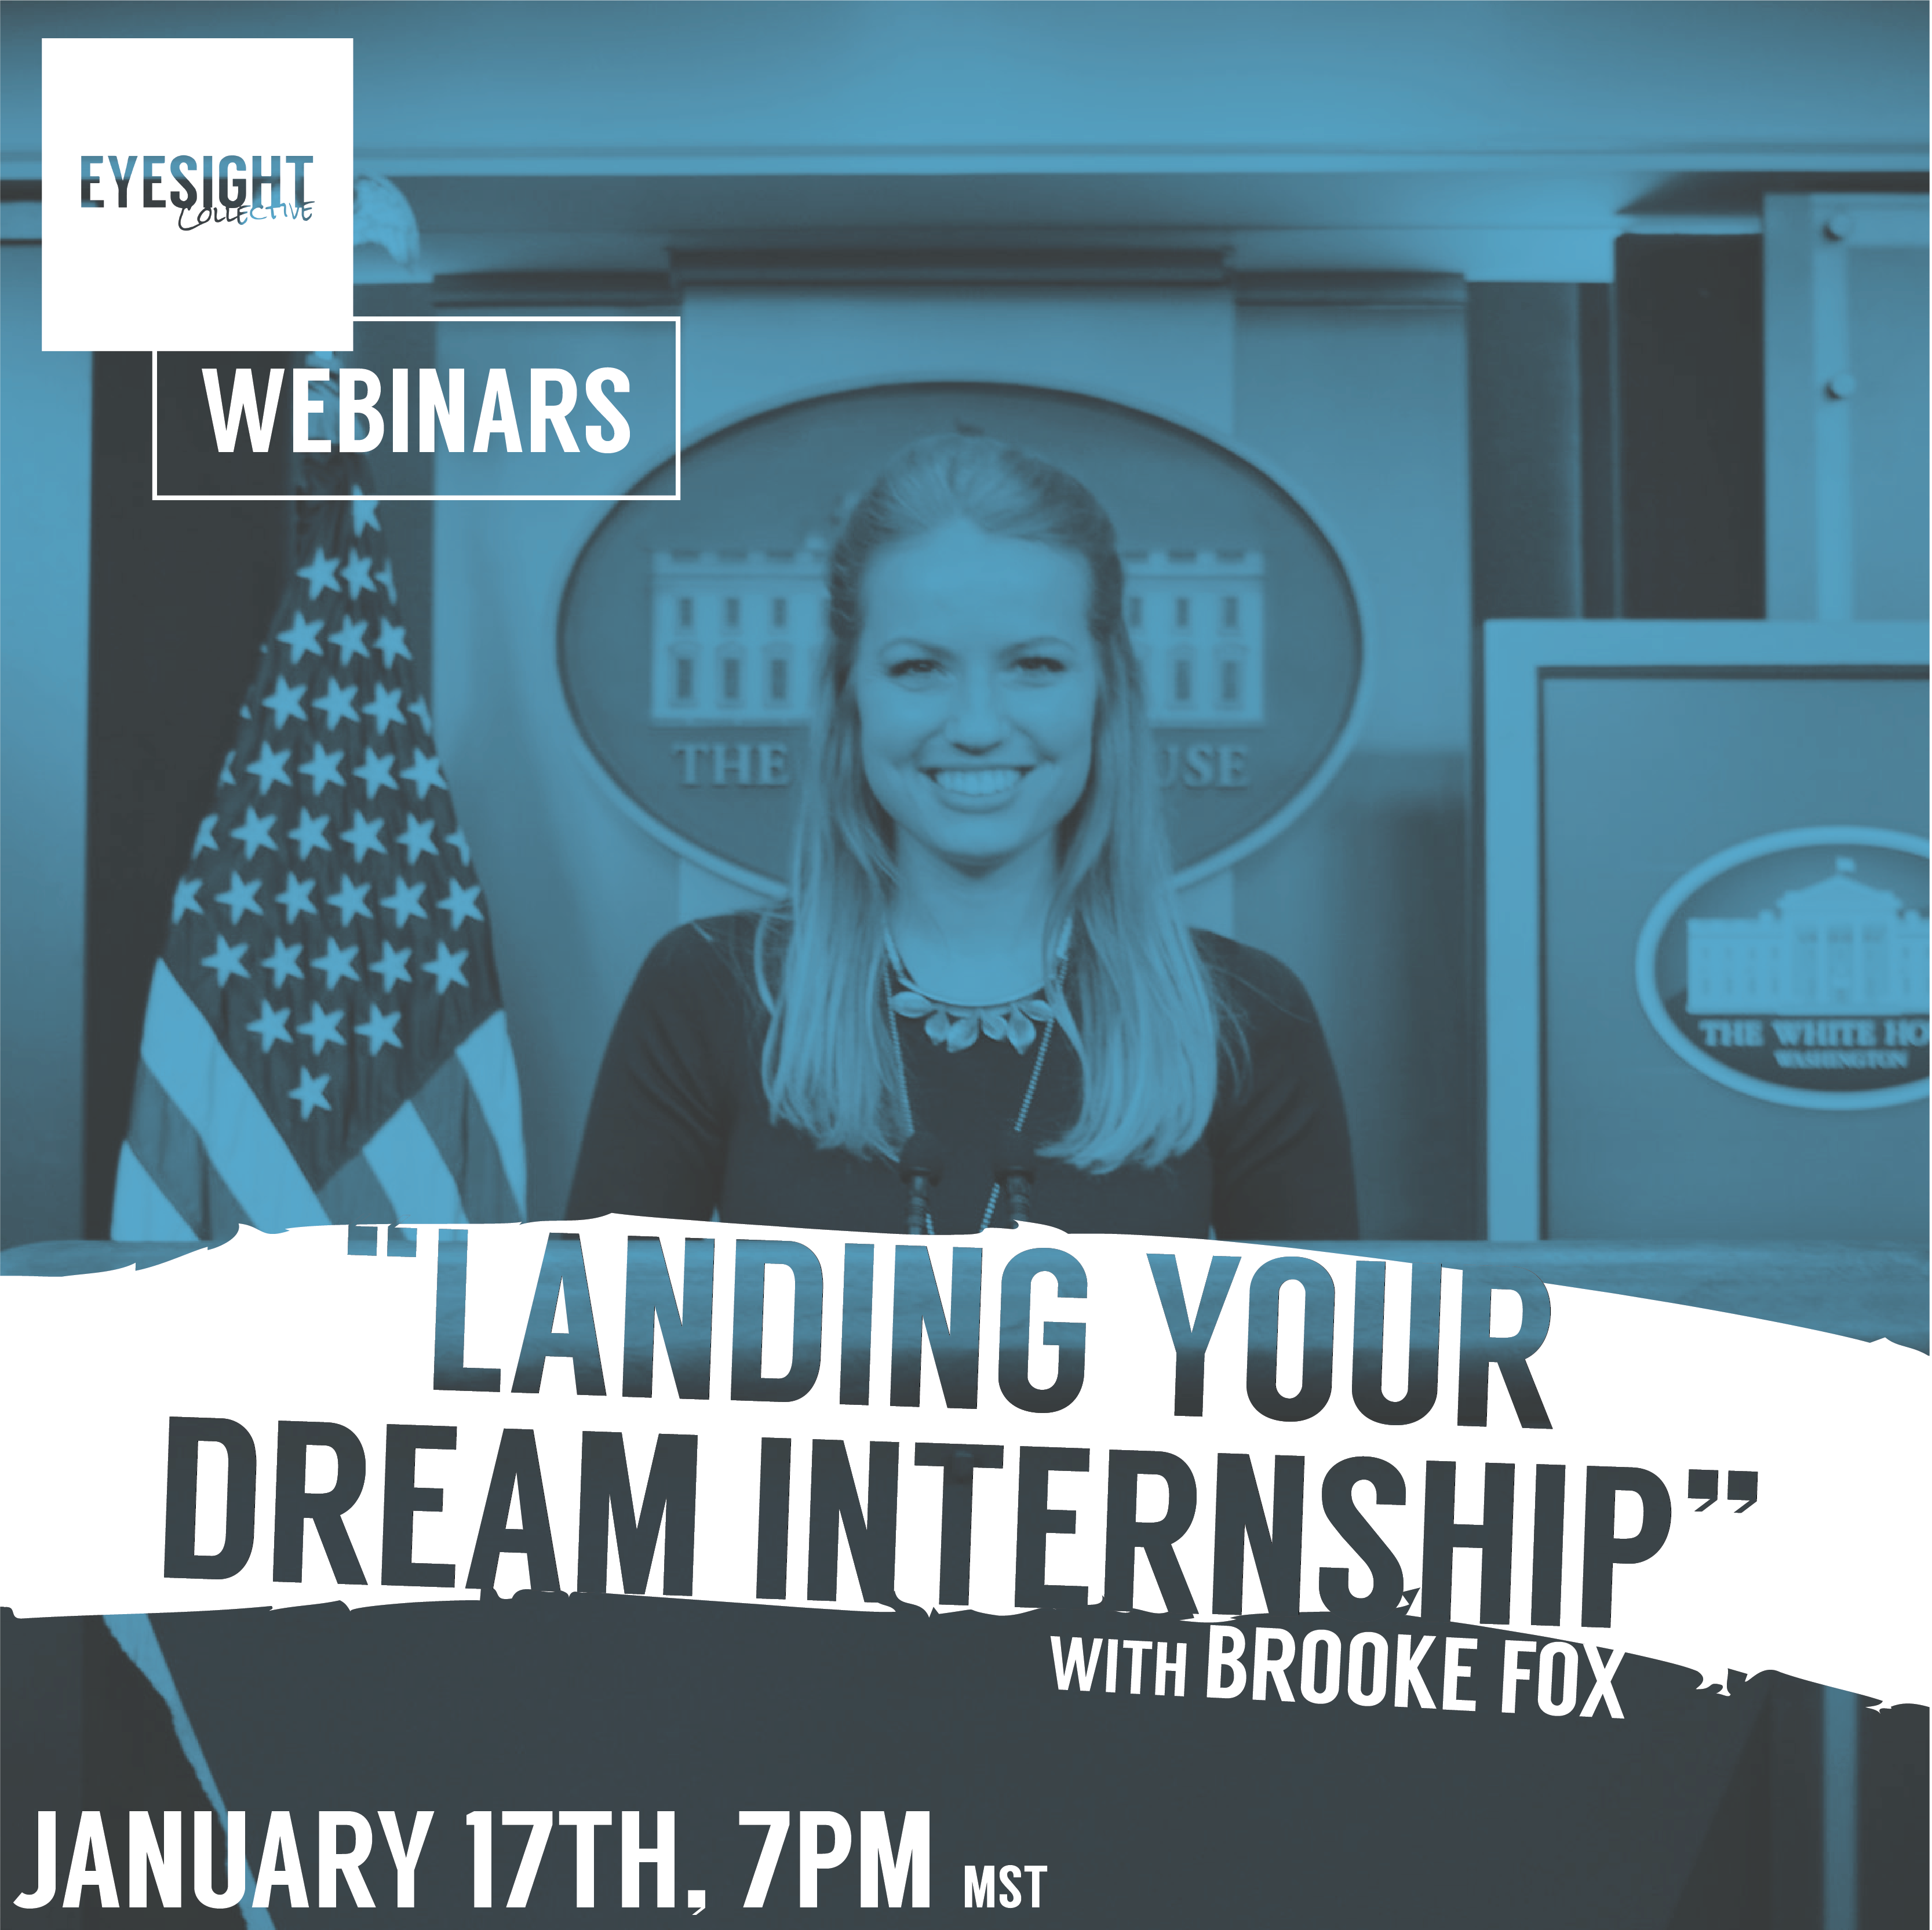 EYESIGHT
COLLECTIVE
WEBINARS
THE USE
THE WHITE HO
WASHINGTON
“LANDING YOUR
DREAM INTERNSHIP”
WITH BROOKE FOX
JANUARY 17TH, 7PM MST